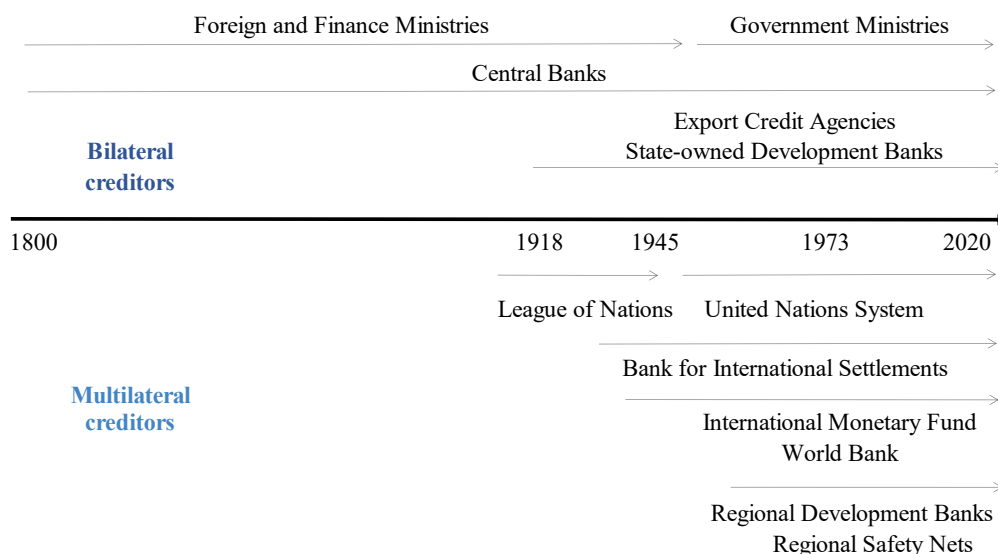 Foreign and Finance Ministries
Government Ministries
Central Banks
Export Credit Agencies
State-owned Development Banks
Bilateral
creditors
1800
1918
1945
1973
2020
League of Nations
United Nations System
Bank for International Settlements
Multilateral
creditors
International Monetary Fund
World Bank
Regional Development Banks
Regional Safety Nets